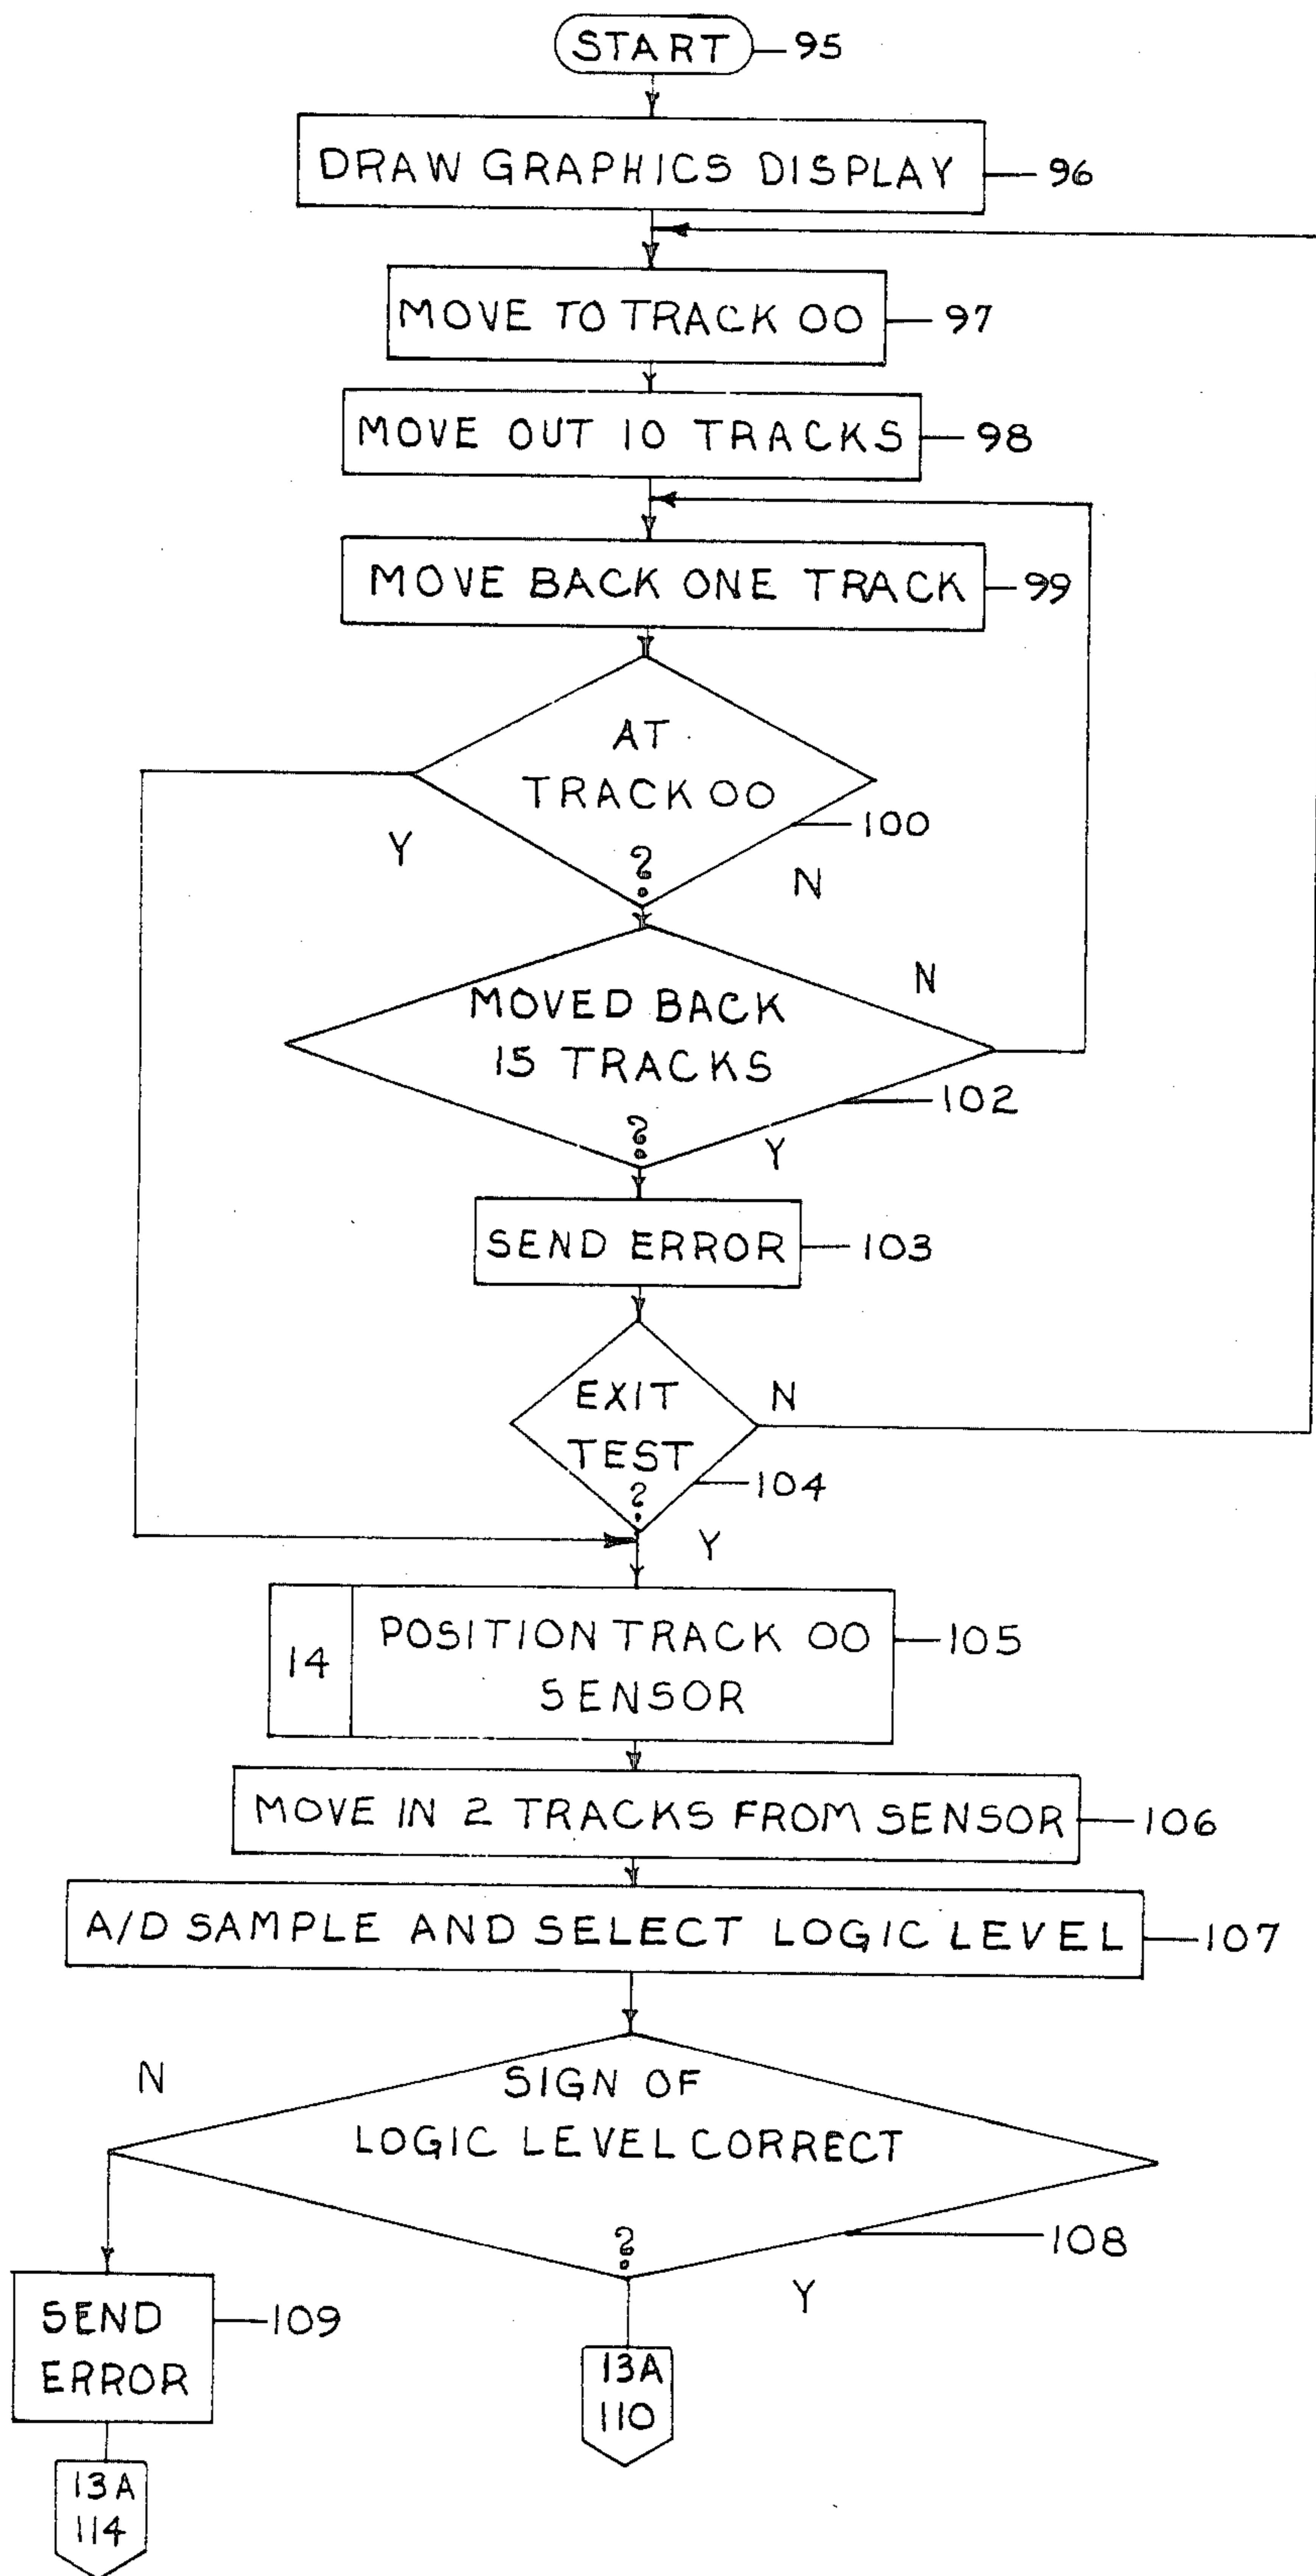 START 95
DRAW GRAPHICS DISPLAY 96
MOVE TO TRACK 00 97
MOVE OUT 10 TRACKS 98
MOVE BACK ONE TRACK 99
AT
TRACK 00
?
100
Y
N
MOVED BACK
15 TRACKS
?
N
102
Y
SEND ERROR 103
EXIT
TEST
?
N
104
Y
14
POSITION TRACK 00
SENSOR
105
MOVE IN 2 TRACKS FROM SENSOR 106
A/D SAMPLE AND SELECT LOGIC LEVEL 107
N
SIGN OF
LOGIC LEVEL CORRECT
?
108
Y
SEND
ERROR
109
13A
110
13A
114